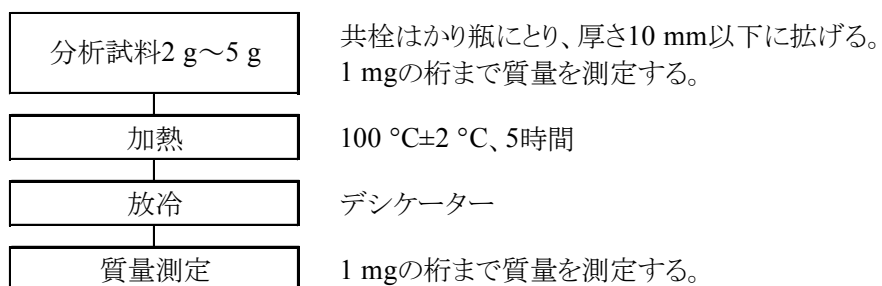 分析試料2 g～5 g
共栓はかり瓶にとり、厚さ10 mm以下に拡げる。
1 mgの桁まで質量を測定する。
加熱
100 °C±2 °C、5時間
放冷
デシケーター
質量測定
1 mgの桁まで質量を測定する。